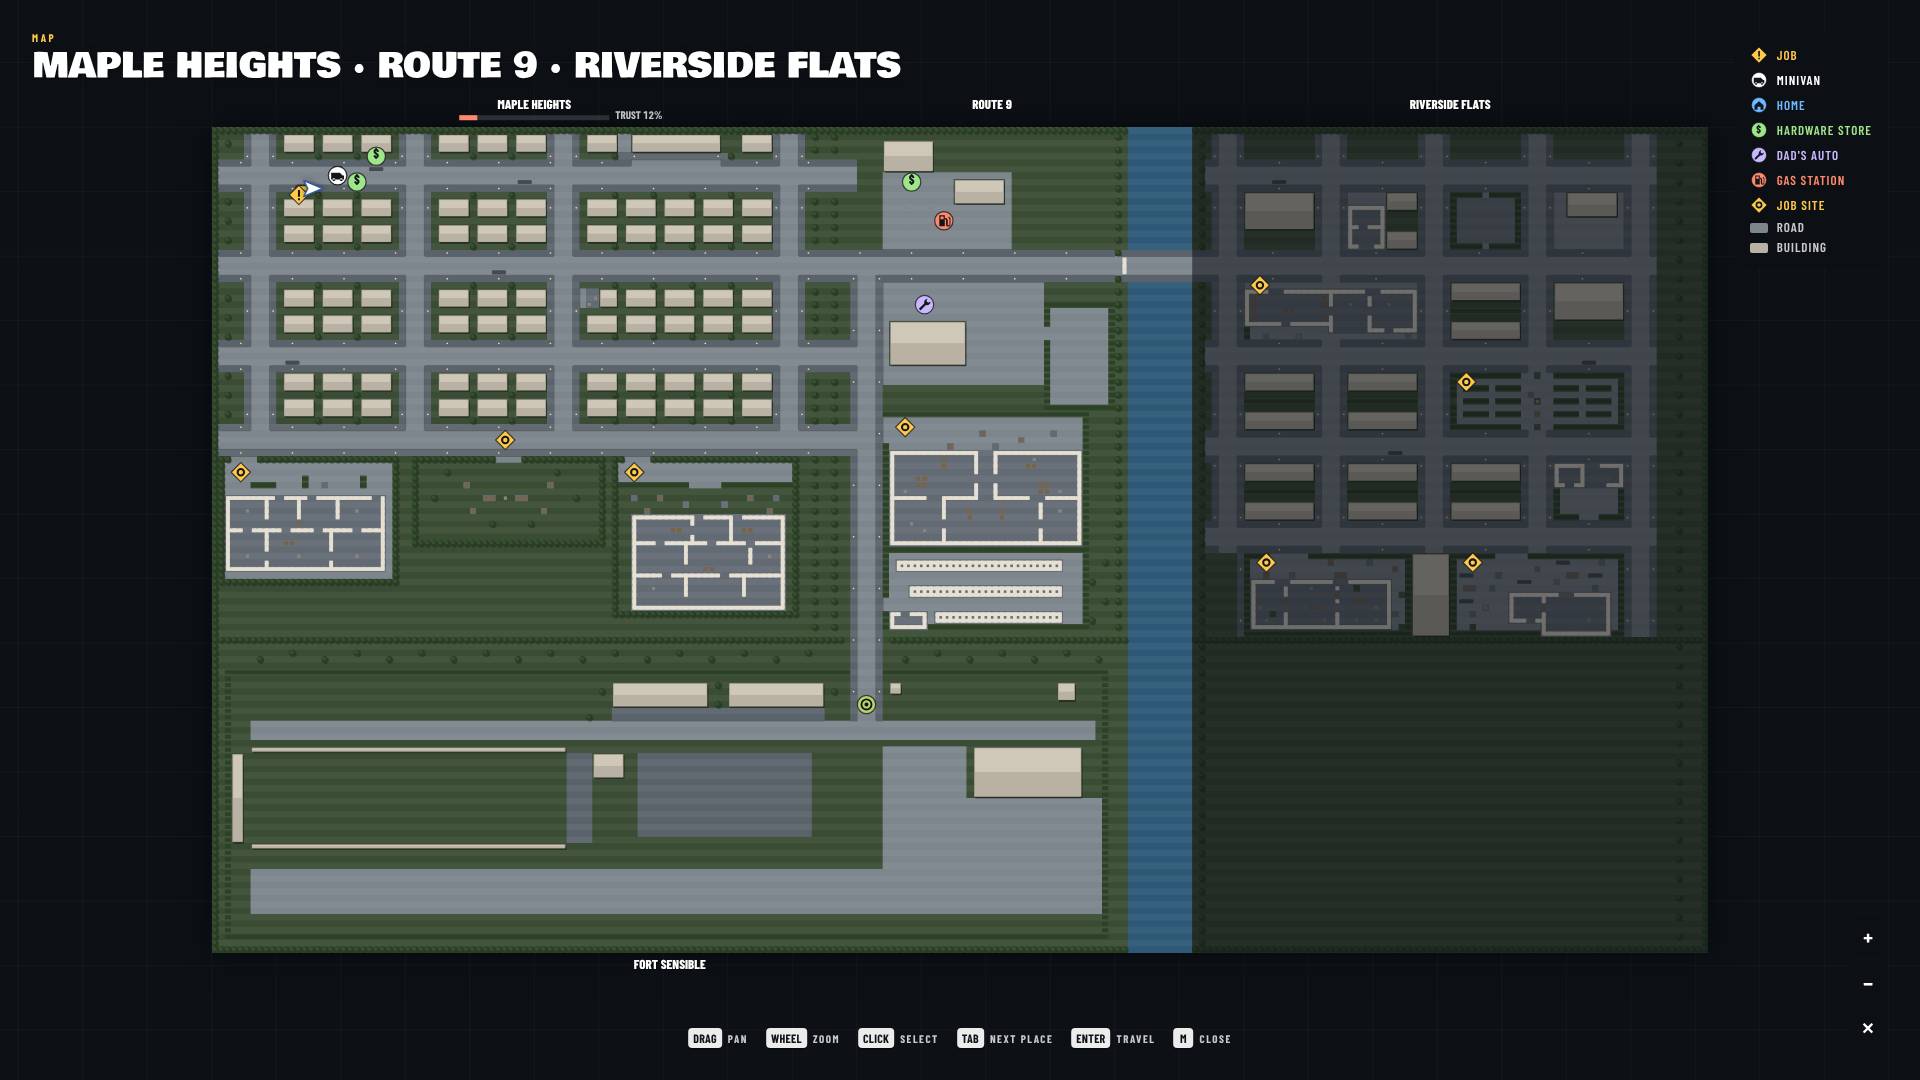 MAP
MAPLE HEIGHTS • ROUTE 9 • RIVERSIDE FLATS
MAPLE HEIGHTS
TRUST 12%
ROUTE 9
RIVERSIDE FLATS
JOB
MINIVAN
HOME
HARDWARE STORE
DAD'S AUTO
GAS STATION
JOB SITE
ROAD
BUILDING
FORT SENSIBLE
DRAG PAN WHEEL ZOOM CLICK SELECT TAB NEXT PLACE ENTER TRAVEL M CLOSE